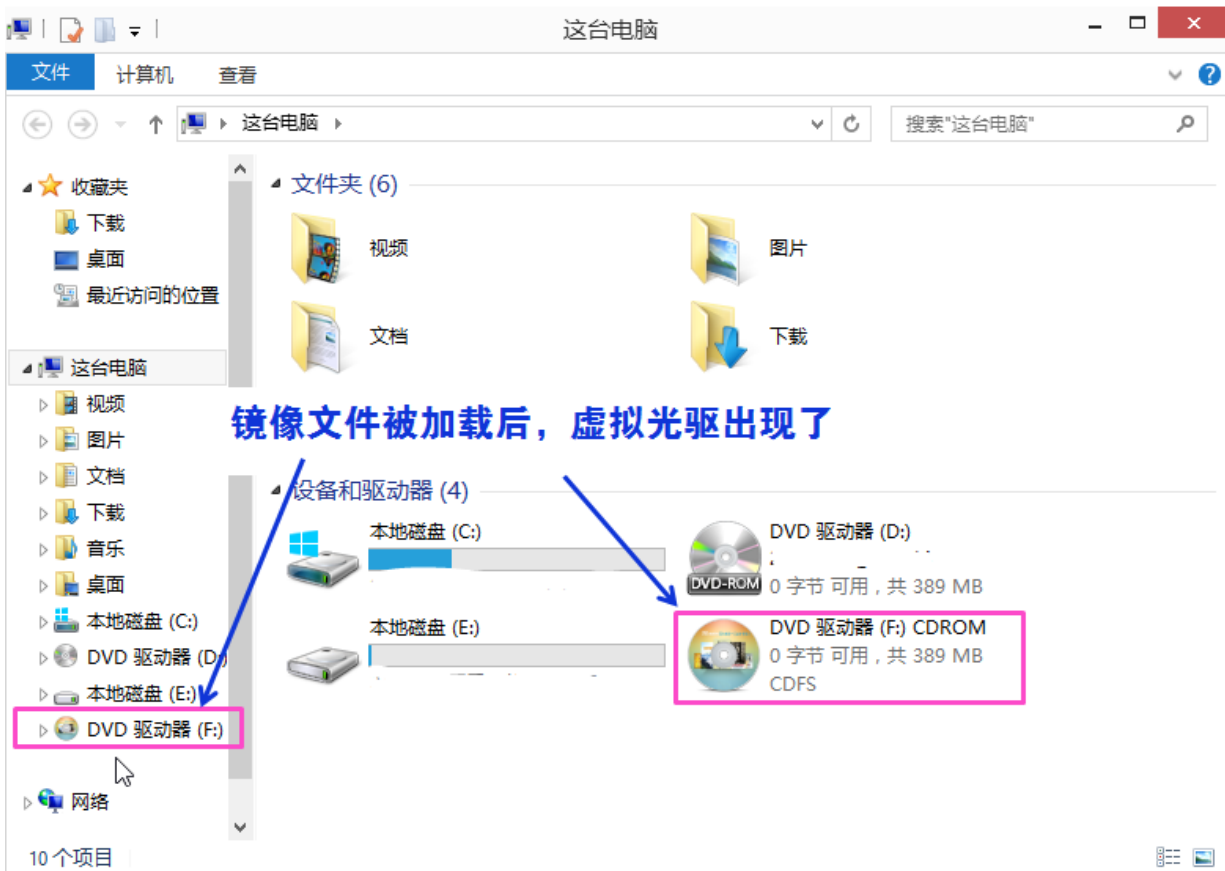 这台电脑
文件 计算机 查看
这台电脑
搜索"这台电脑"
收藏夹
下载
桌面
最近访问的位置
这台电脑
视频
图片
文档
下载
音乐
桌面
本地磁盘 (C:)
DVD 驱动器 (D:)
本地磁盘 (E:)
DVD 驱动器 (F:)
网络
文件夹 (6)
视频
图片
文档
下载
镜像文件被加载后，虚拟光驱出现了
设备和驱动器 (4)
本地磁盘 (C:)
DVD 驱动器 (D:)
DVD-ROM
0 字节 可用，共 389 MB
本地磁盘 (E:)
DVD 驱动器 (F:) CDROM
0 字节 可用，共 389 MB
CDFS
10 个项目